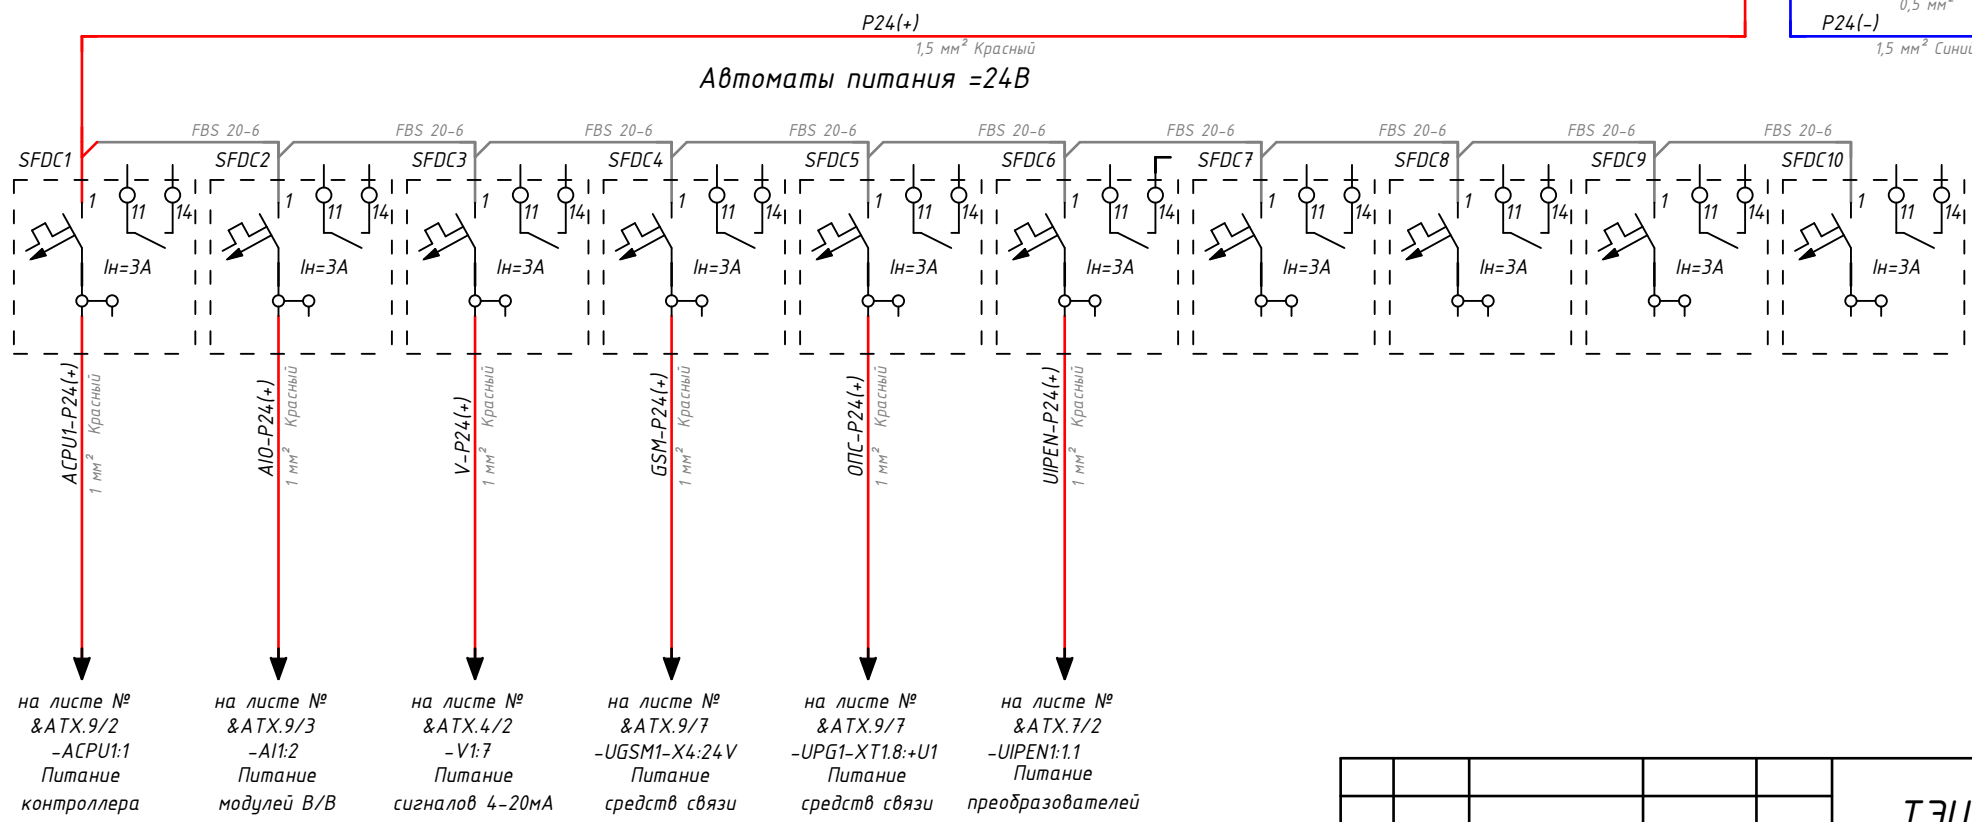 0,5 мм²
P24(+)
P24(-)
1,5 мм² Красный
1,5 мм² Синий
Автоматы питания =24В
FBS 20-6 FBS 20-6 FBS 20-6 FBS 20-6 FBS 20-6 FBS 20-6 FBS 20-6 FBS 20-6 FBS 20-6
SFDC1 SFDC2 SFDC3 SFDC4 SFDC5 SFDC6 SFDC7 SFDC8 SFDC9 SFDC10
1 11 14 1 11 14 1 11 14 1 11 14 1 11 14 1 11 14 1 11 14 1 11 14 1 11 14 1 11 14
Iн=3А Iн=3А Iн=3А Iн=3А Iн=3А Iн=3А Iн=3А Iн=3А Iн=3А Iн=3А
ACPU1-P24(+)
1 мм² Красный
AIO-P24(+)
1 мм² Красный
V-P24(+)
1 мм² Красный
GSM-P24(+)
1 мм² Красный
ОПС-P24(+)
1 мм² Красный
UIPEN-P24(+)
1 мм² Красный
на листе №
&ATX.9/2
-ACPU1:1
Питание
контроллера
на листе №
&ATX.9/3
-AI1:2
Питание
модулей В/В
на листе №
&ATX.4/2
-V1:7
Питание
сигналов 4-20мА
на листе №
&ATX.9/7
-UGSM1-X4:24V
Питание
средств связи
на листе №
&ATX.9/7
-UPG1-XT1.8:+U1
Питание
средств связи
на листе №
&ATX.7/2
-UIPEN1:1.1
Питание
преобразователей